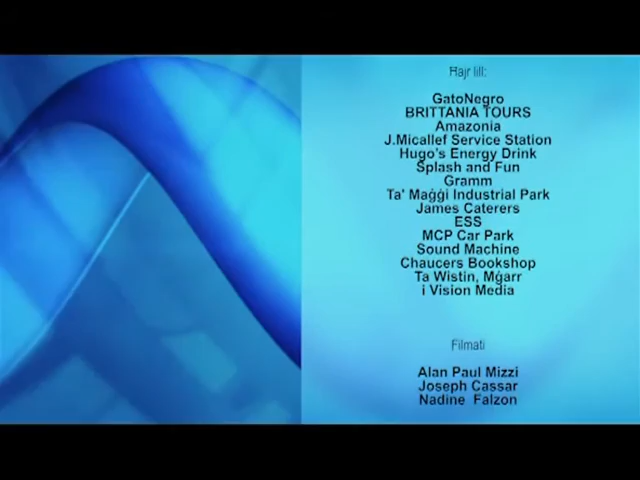 Ħajr lill:
GatoNegro
BRITTANIA TOURS
Amazonia
J.Micallef Service Station
Hugo's Energy Drink
Splash and Fun
Gramm
Ta' Maġġi Industrial Park
James Caterers
ESS
MCP Car Park
Sound Machine
Chaucers Bookshop
Ta Wistin, Mġarr
i Vision Media
Filmati
Alan Paul Mizzi
Joseph Cassar
Nadine Falzon